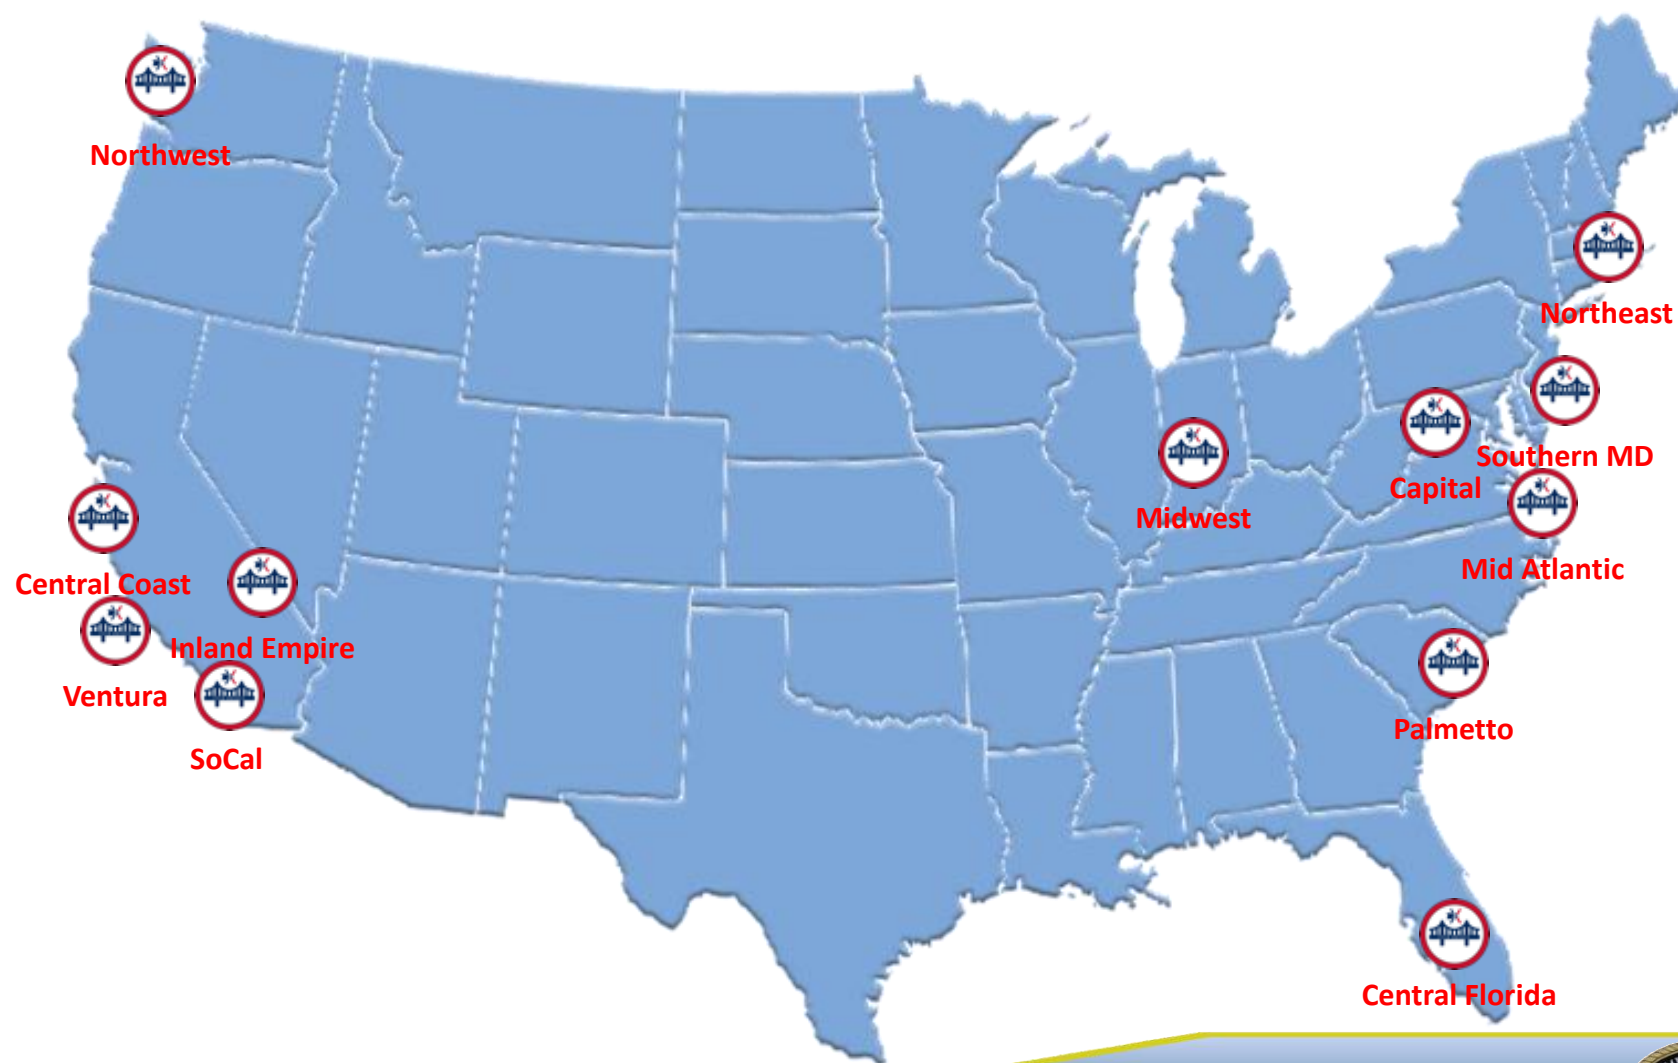 Northwest
Northeast
Southern MD
Capital
Midwest
Mid Atlantic
Central Coast
Inland Empire
Ventura
Palmetto
SoCal
Central Florida